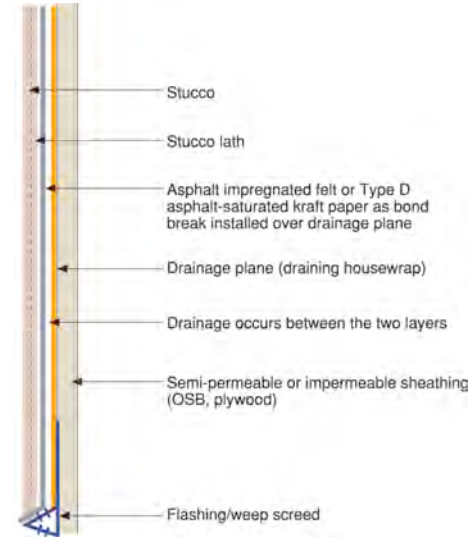 Stucco
Stucco lath
Asphalt impregnated felt or Type D
asphalt-saturated kraft paper as bond
break installed over drainage plane
Drainage plane (draining housewrap)
Drainage occurs between the two layers
Semi-permeable or impermeable sheathing
(OSB, plywood)
Flashing/weep screed